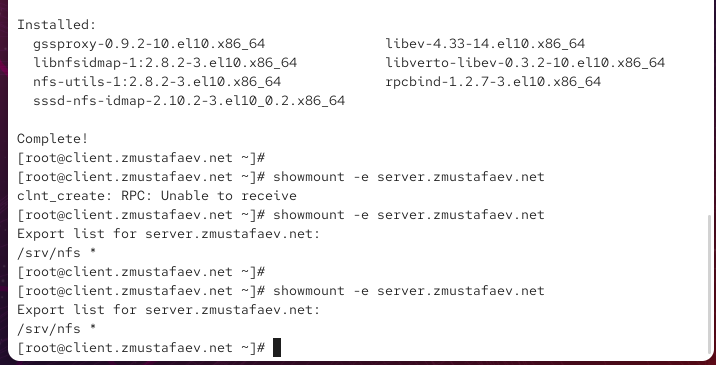 Installed:
gssproxy-0.9.2-10.el10.x86_64 libev-4.33-14.el10.x86_64
libnfsidmap-1:2.8.2-3.el10.x86_64 libverto-libev-0.3.2-10.el10.x86_64
nfs-utils-1:2.8.2-3.el10.x86_64 rpcbind-1.2.7-3.el10.x86_64
sssd-nfs-idmap-2.10.2-3.el10_0.2.x86_64
Complete!
[root@client.zmustafaev.net ~]#
[root@client.zmustafaev.net ~]# showmount -e server.zmustafaev.net
clnt_create: RPC: Unable to receive
[root@client.zmustafaev.net ~]# showmount -e server.zmustafaev.net
Export list for server.zmustafaev.net:
/srv/nfs *
[root@client.zmustafaev.net ~]#
[root@client.zmustafaev.net ~]# showmount -e server.zmustafaev.net
Export list for server.zmustafaev.net:
/srv/nfs *
[root@client.zmustafaev.net ~]#